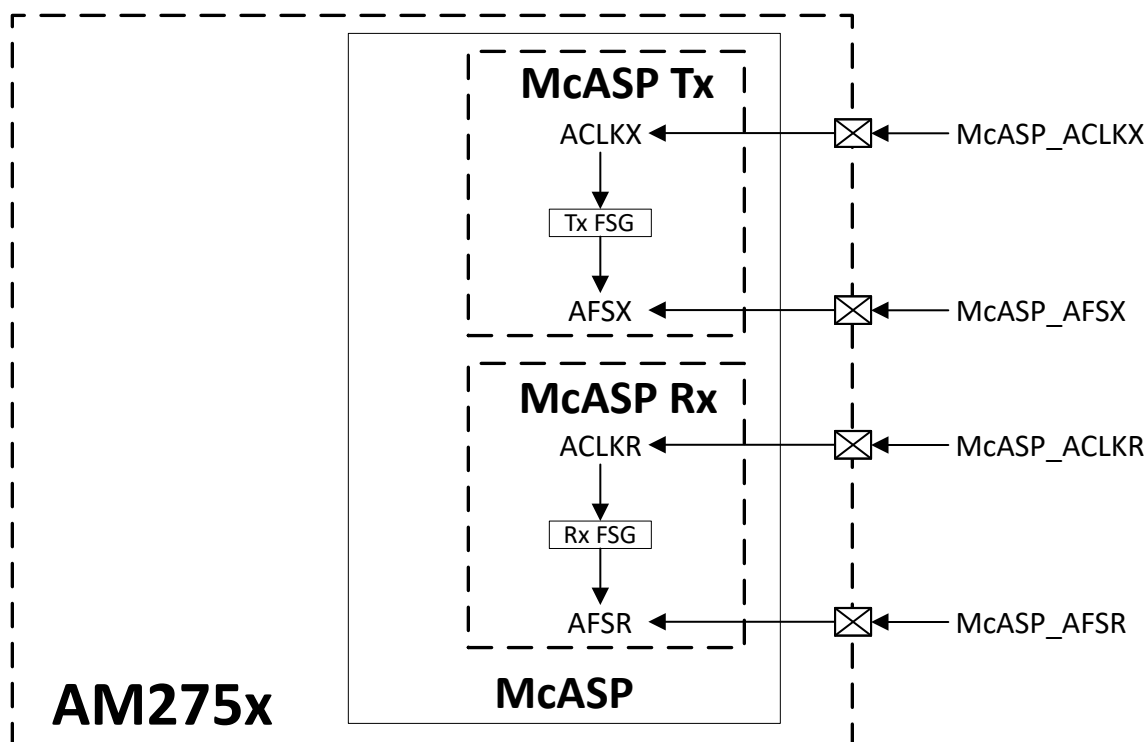 McASP Tx
ACLKX
McASP_ACLKX
Tx FSG
AFSX
McASP_AFSX
McASP Rx
ACLKR
McASP_ACLKR
Rx FSG
AFSR
McASP_AFSR
McASP
AM275x